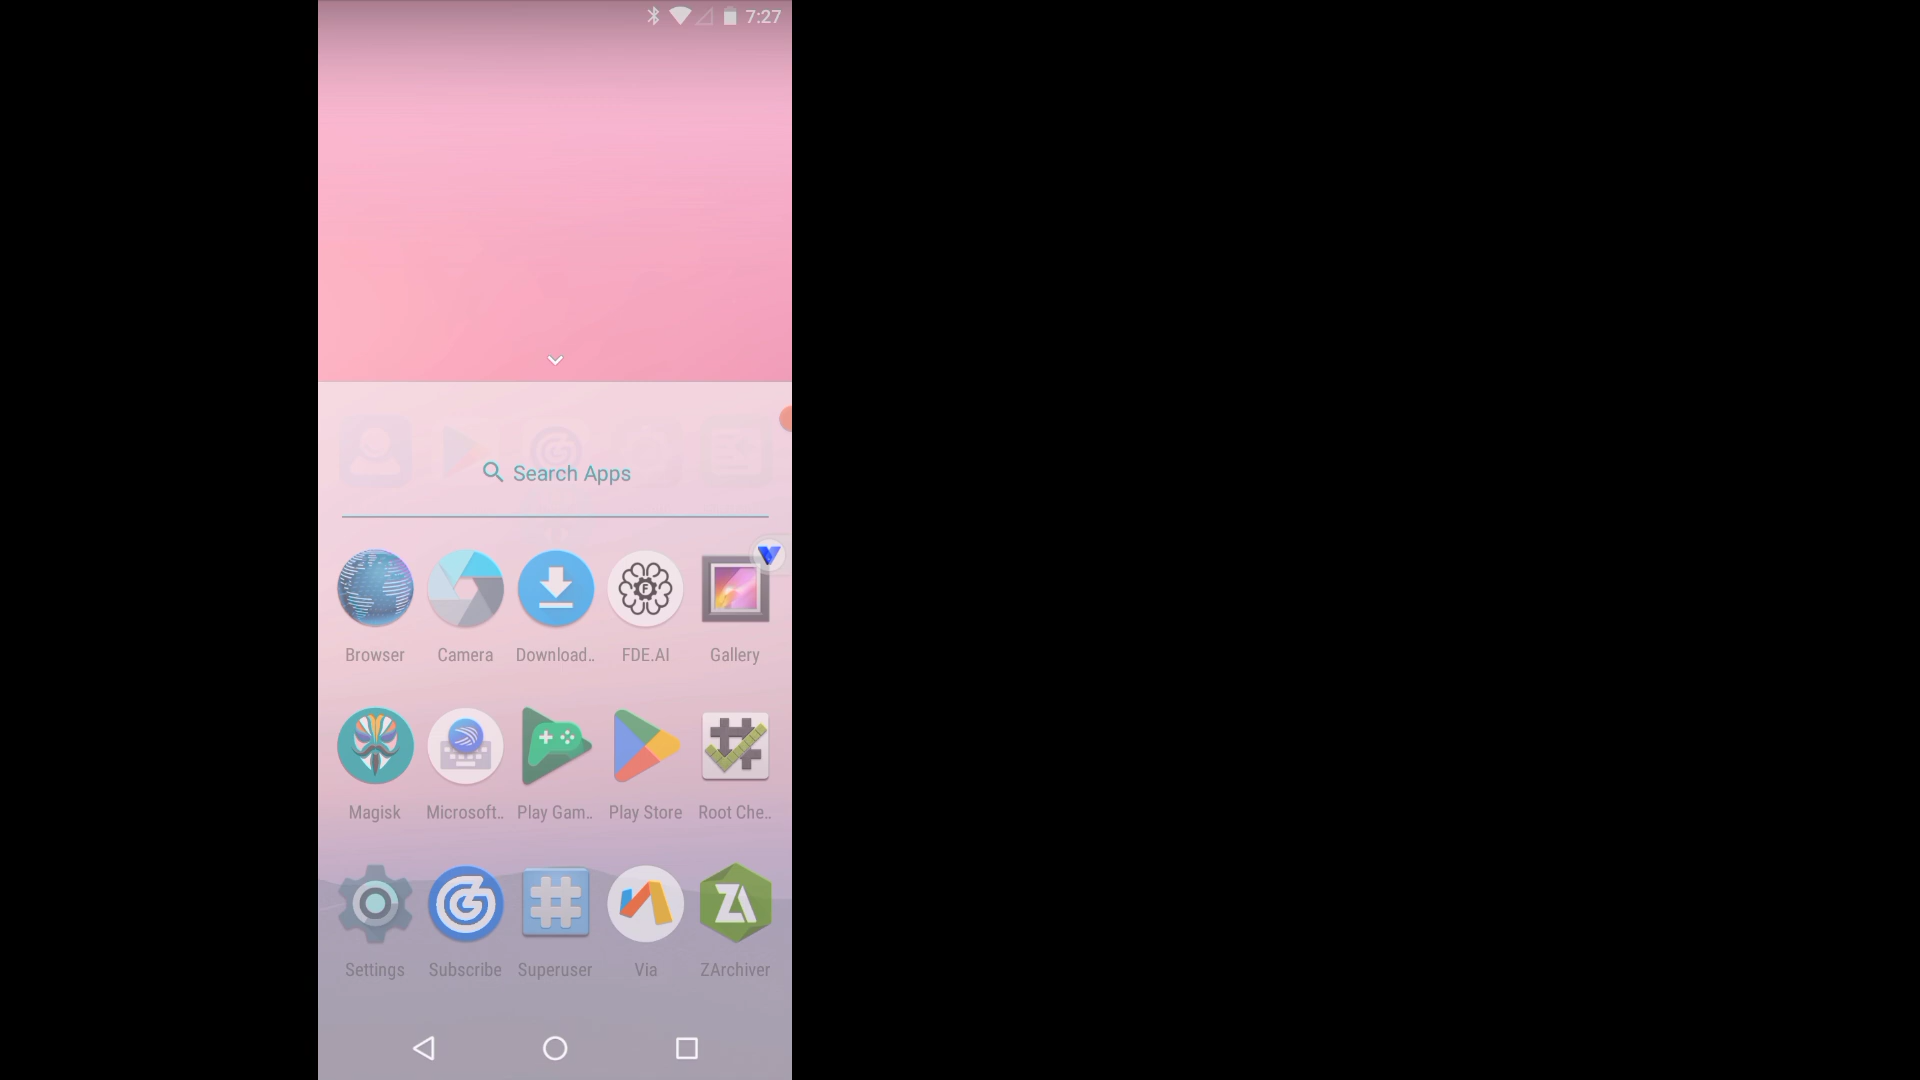 7:27
Search Apps
Browser Camera Download.. FDE.AI Gallery
Magisk Microsoft.. Play Gam.. Play Store Root Che..
Settings Subscribe Superuser Via ZArchiver